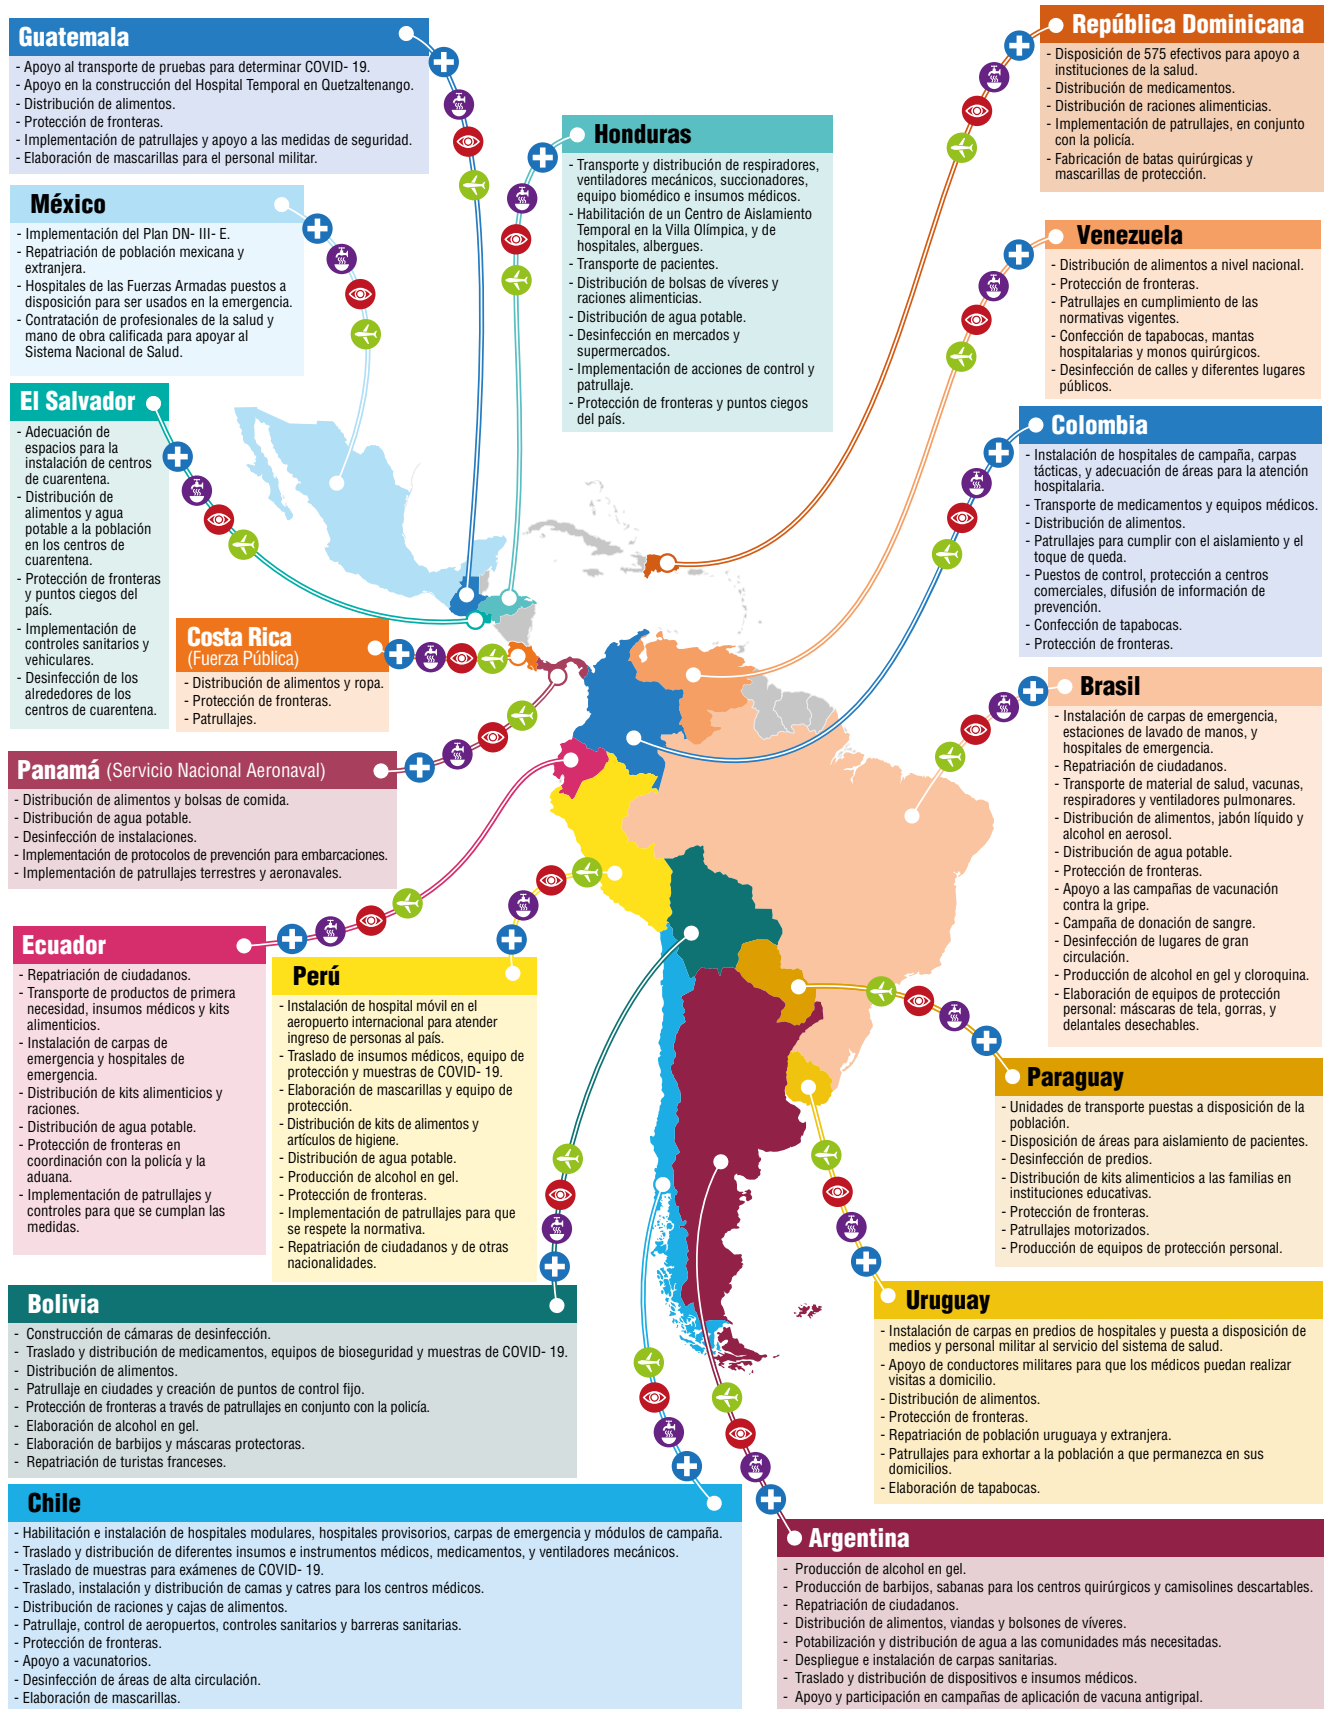 Guatemala
- Apoyo al transporte de pruebas para determinar COVID- 19.
- Apoyo en la construcción del Hospital Temporal en Quetzaltenango.
- Distribución de alimentos.
- Protección de fronteras.
- Implementación de patrullajes y apoyo a las medidas de seguridad.
- Elaboración de mascarillas para el personal militar.
México
- Implementación del Plan DN- III- E.
- Repatriación de población mexicana y
extranjera.
- Hospitales de las Fuerzas Armadas puestos a
disposición para ser usados en la emergencia.
- Contratación de profesionales de la salud y
mano de obra calificada para apoyar al
Sistema Nacional de Salud.
El Salvador
- Adecuación de
espacios para la
instalación de centros
de cuarentena.
- Distribución de
alimentos y agua
potable a la población
en los centros de
cuarentena.
- Protección de fronteras
y puntos ciegos del
país.
- Implementación de
controles sanitarios y
vehiculares.
- Desinfección de los
alrededores de los
centros de cuarentena.
Costa Rica
(Fuerza Pública)
- Distribución de alimentos y ropa.
- Protección de fronteras.
- Patrullajes.
Panamá (Servicio Nacional Aeronaval)
- Distribución de alimentos y bolsas de comida.
- Distribución de agua potable.
- Desinfección de instalaciones.
- Implementación de protocolos de prevención para embarcaciones.
- Implementación de patrullajes terrestres y aeronavales.
Ecuador
- Repatriación de ciudadanos.
- Transporte de productos de primera
necesidad, insumos médicos y kits
alimenticios.
- Instalación de carpas de
emergencia y hospitales de
emergencia.
- Distribución de kits alimenticios y
raciones.
- Distribución de agua potable.
- Protección de fronteras en
coordinación con la policía y la
aduana.
- Implementación de patrullajes y
controles para que se cumplan las
medidas.
Perú
- Instalación de hospital móvil en el
aeropuerto internacional para atender
ingreso de personas al país.
- Traslado de insumos médicos, equipo de
protección y muestras de COVID- 19.
- Elaboración de mascarillas y equipo de
protección.
- Distribución de kits de alimentos y
artículos de higiene.
- Distribución de agua potable.
- Producción de alcohol en gel.
- Protección de fronteras.
- Implementación de patrullajes para que
se respete la normativa.
- Repatriación de ciudadanos y de otras
nacionalidades.
Bolivia
- Construcción de cámaras de desinfección.
- Traslado y distribución de medicamentos, equipos de bioseguridad y muestras de COVID- 19.
- Distribución de alimentos.
- Patrullaje en ciudades y creación de puntos de control fijo.
- Protección de fronteras a través de patrullajes en conjunto con la policía.
- Elaboración de alcohol en gel.
- Elaboración de barbijos y máscaras protectoras.
- Repatriación de turistas franceses.
Chile
- Habilitación e instalación de hospitales modulares, hospitales provisorios, carpas de emergencia y módulos de campaña.
- Traslado y distribución de diferentes insumos e instrumentos médicos, medicamentos, y ventiladores mecánicos.
- Traslado de muestras para exámenes de COVID- 19.
- Traslado, instalación y distribución de camas y catres para los centros médicos.
- Distribución de raciones y cajas de alimentos.
- Patrullaje, control de aeropuertos, controles sanitarios y barreras sanitarias.
- Protección de fronteras.
- Apoyo a vacunatorios.
- Desinfección de áreas de alta circulación.
- Elaboración de mascarillas.
Honduras
- Transporte y distribución de respiradores,
ventiladores mecánicos, succionadores,
equipo biomédico e insumos médicos.
- Habilitación de un Centro de Aislamiento
Temporal en la Villa Olímpica, y de
hospitales, albergues.
- Transporte de pacientes.
- Distribución de bolsas de víveres y
raciones alimenticias.
- Distribución de agua potable.
- Desinfección en mercados y
supermercados.
- Implementación de acciones de control y
patrullaje.
- Protección de fronteras y puntos ciegos
del país.
República Dominicana
- Disposición de 575 efectivos para apoyo a
instituciones de la salud.
- Distribución de medicamentos.
- Distribución de raciones alimenticias.
- Implementación de patrullajes, en conjunto
con la policía.
- Fabricación de batas quirúrgicas y
mascarillas de protección.
Venezuela
- Distribución de alimentos a nivel nacional.
- Protección de fronteras.
- Patrullajes en cumplimiento de las
normativas vigentes.
- Confección de tapabocas, mantas
hospitalarias y monos quirúrgicos.
- Desinfección de calles y diferentes lugares
públicos.
Colombia
- Instalación de hospitales de campaña, carpas
tácticas, y adecuación de áreas para la atención
hospitalaria.
- Transporte de medicamentos y equipos médicos.
- Distribución de alimentos.
- Patrullajes para cumplir con el aislamiento y el
toque de queda.
- Puestos de control, protección a centros
comerciales, difusión de información de
prevención.
- Confección de tapabocas.
- Protección de fronteras.
Brasil
- Instalación de carpas de emergencia,
estaciones de lavado de manos, y
hospitales de emergencia.
- Repatriación de ciudadanos.
- Transporte de material de salud, vacunas,
respiradores y ventiladores pulmonares.
- Distribución de alimentos, jabón líquido y
alcohol en aerosol.
- Distribución de agua potable.
- Protección de fronteras.
- Apoyo a las campañas de vacunación
contra la gripe.
- Campaña de donación de sangre.
- Desinfección de lugares de gran
circulación.
- Producción de alcohol en gel y cloroquina.
- Elaboración de equipos de protección
personal: máscaras de tela, gorras, y
delantales desechables.
Paraguay
- Unidades de transporte puestas a disposición de la
población.
- Disposición de áreas para aislamiento de pacientes.
- Desinfección de predios.
- Distribución de kits alimenticios a las familias en
instituciones educativas.
- Protección de fronteras.
- Patrullajes motorizados.
- Producción de equipos de protección personal.
Uruguay
- Instalación de carpas en predios de hospitales y puesta a disposición de
medios y personal militar al servicio del sistema de salud.
- Apoyo de conductores militares para que los médicos puedan realizar
visitas a domicilio.
- Distribución de alimentos.
- Protección de fronteras.
- Repatriación de población uruguaya y extranjera.
- Patrullajes para exhortar a la población a que permanezca en sus
domicilios.
- Elaboración de tapabocas.
Argentina
- Producción de alcohol en gel.
- Producción de barbijos, sabanas para los centros quirúrgicos y camisolines descartables.
- Repatriación de ciudadanos.
- Distribución de alimentos, viandas y bolsones de víveres.
- Potabilización y distribución de agua a las comunidades más necesitadas.
- Despliegue e instalación de carpas sanitarias.
- Traslado y distribución de dispositivos e insumos médicos.
- Apoyo y participación en campañas de aplicación de vacuna antigripal.